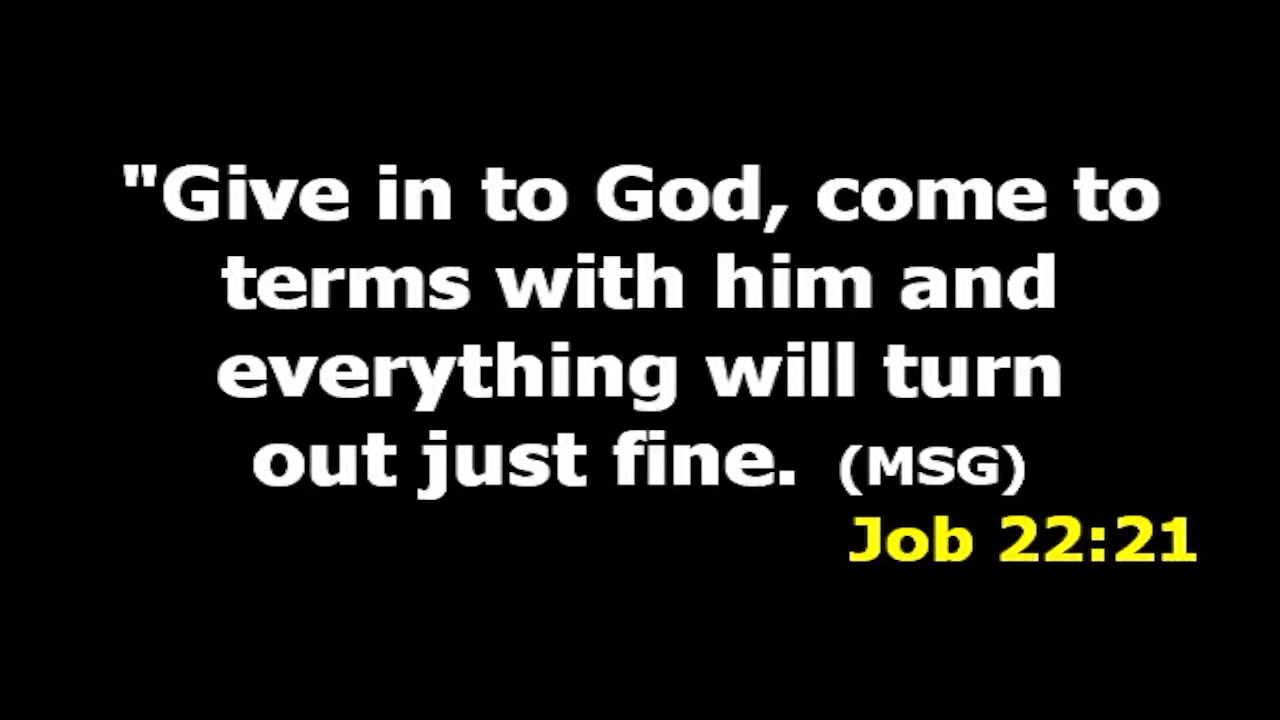 "Give in to God, come to
terms with him and
everything will turn
out just fine. (MSG)
Job 22:21